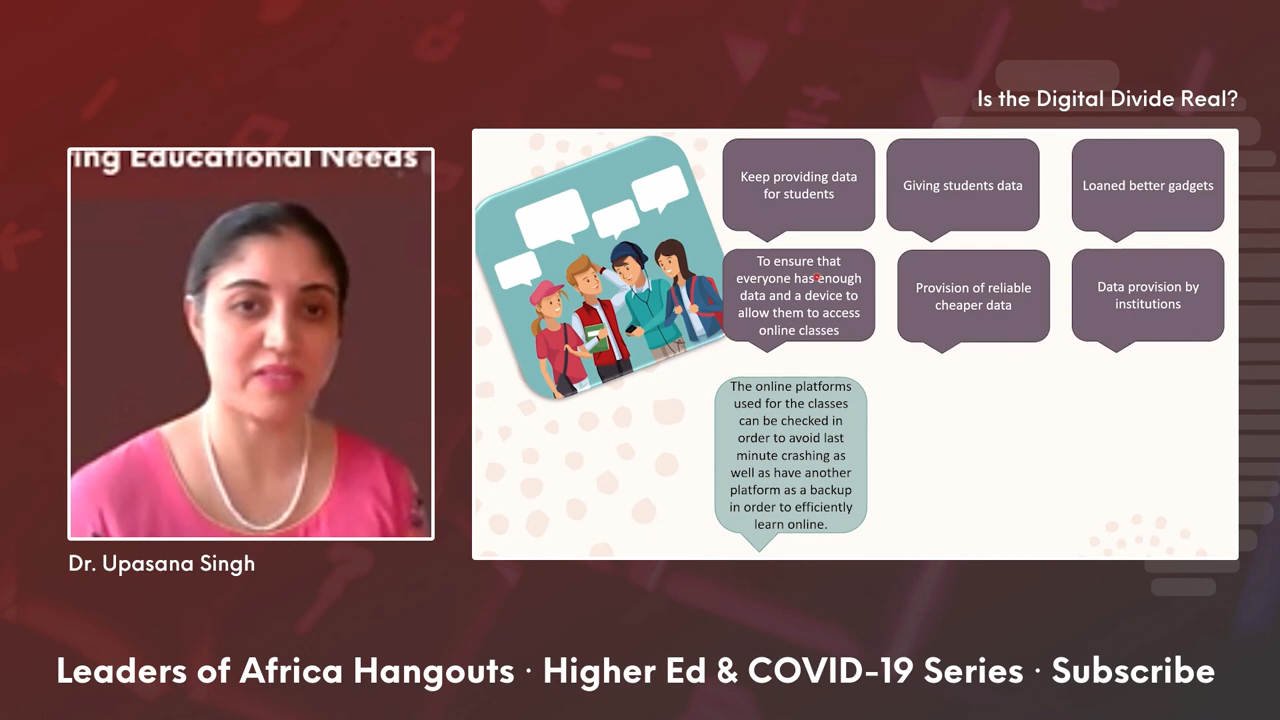 Is the Digital Divide Real?
ing Educational Needs
Keep providing data
for students
Giving students data
Loaned better gadgets
To ensure that
everyone has enough
data and a device to
allow them to access
online classes
Provision of reliable
cheaper data
Data provision by
institutions
The online platforms
used for the classes
can be checked in
order to avoid last
minute crashing as
well as have another
platform as a backup
in order to efficiently
learn online.
Dr. Upasana Singh
Leaders of Africa Hangouts · Higher Ed & COVID-19 Series · Subscribe